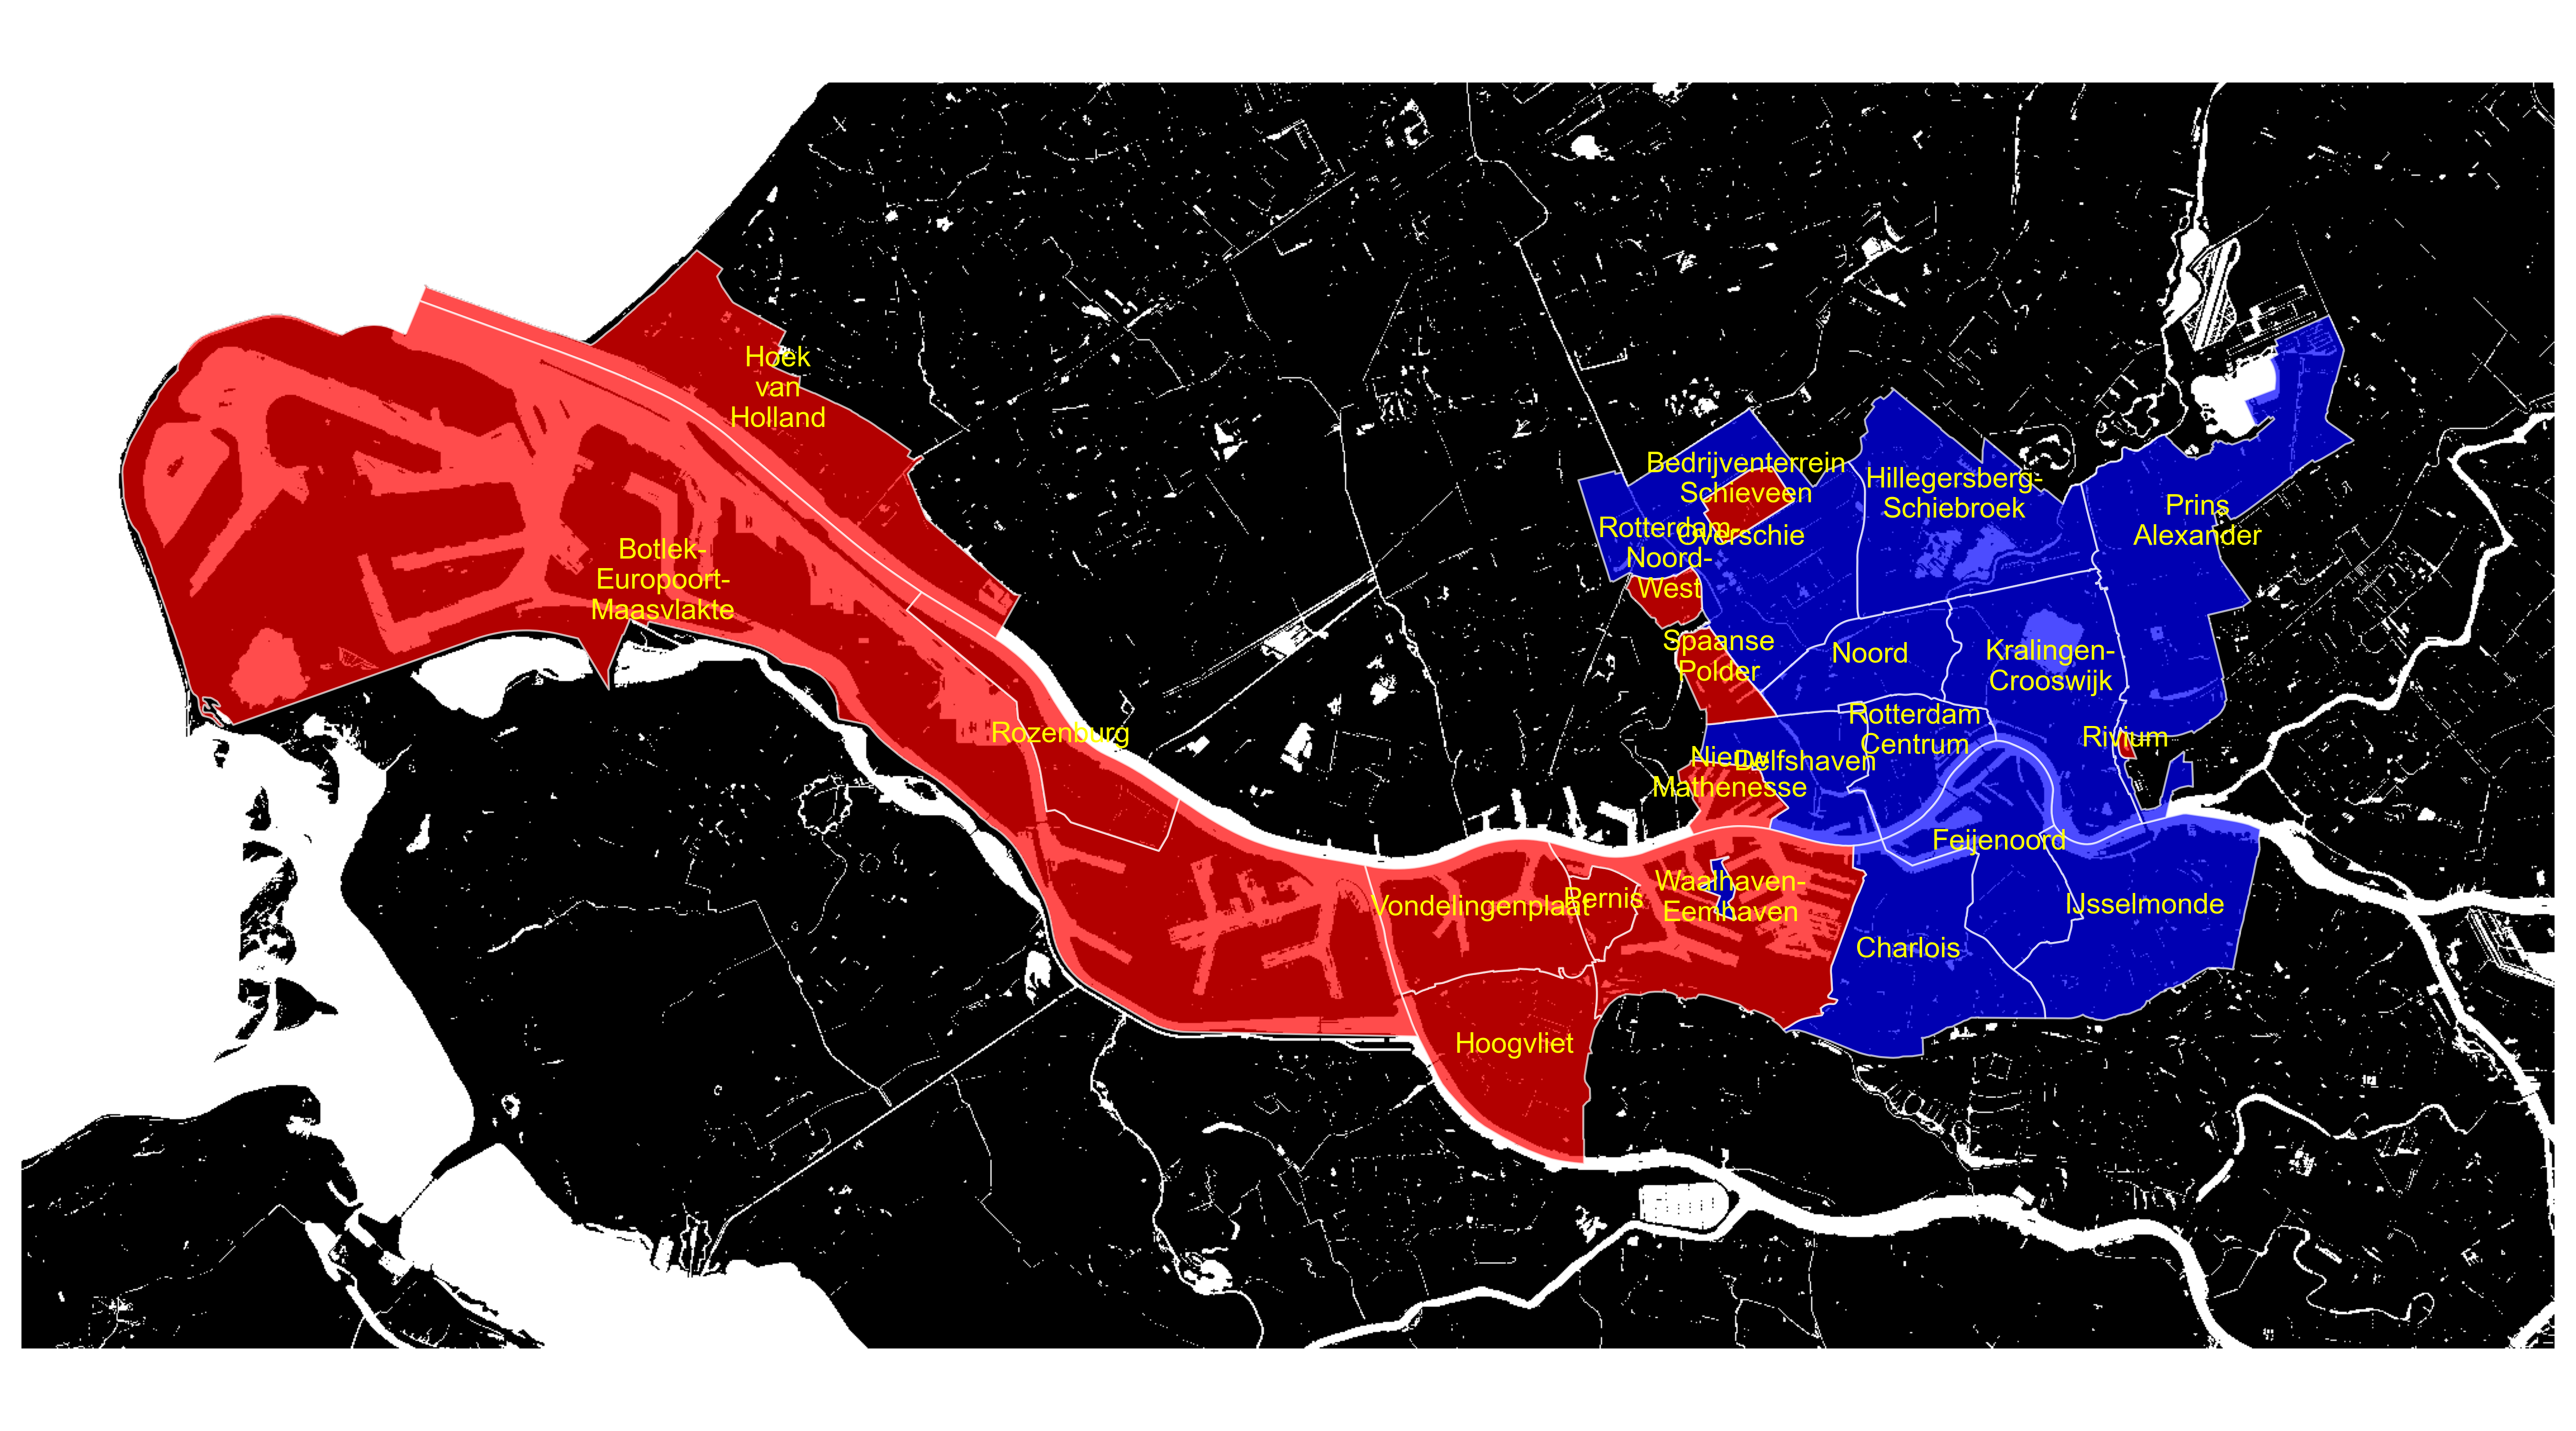 Hoek
van
Holland
Botlek-
Europoort-
Maasvlakte
Rozenburg
Bedrijventerrein
Schieveen
Hillegersberg-
Schiebroek
Prins
Alexander
Rotterdam-
Noord-
West
Overschie
Spaanse
Polder
Noord
Kralingen-
Crooswijk
Rotterdam
Centrum
Rivium
Nieuw
Mathenesse
Delfshaven
Feijenoord
Vondelingenplaat
Pernis
Waalhaven-
Eemhaven
IJsselmonde
Charlois
Hoogvliet